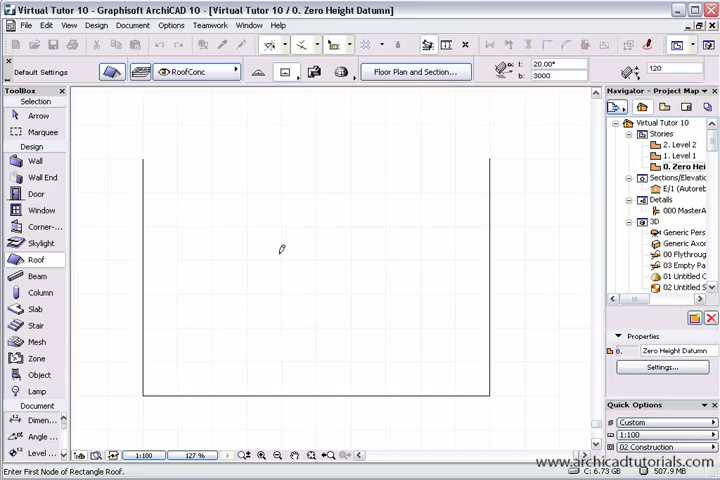 Virtual Tutor 10 - Graphisoft ArchiCAD 10 - [Virtual Tutor 10 / 0. Zero Height Datumn]
File Edit View Design Document Options Teamwork Window Help
Default Settings
RoofConc
Floor Plan and Section...
t: 20.00°
b: 3000
120
ToolBox
Selection
Arrow
Marquee
Design
Wall
Wall End
Door
Window
Corner-...
Skylight
Roof
Beam
Column
Slab
Stair
Mesh
Zone
Object
Lamp
Document
Dimen...
Angle ...
Level ...
Navigator - Project Map
Virtual Tutor 10
Stories
2. Level 2
1. Level 1
0. Zero Hei
Sections/Elevatio
E/1 (Autoreb
Details
000 MasterA
3D
Generic Pers
Generic Axon
00 Flythroug
03 Empty Pa
01 Untitled C
02 Untitled S
Properties
0. Zero Height Datumn
Settings...
Quick Options
Custom
1:100
02 Construction
1:100
127 %
www.archicadtutorials.com
Enter First Node of Rectangle Roof.
C: 6.73 GB
507.9 MB